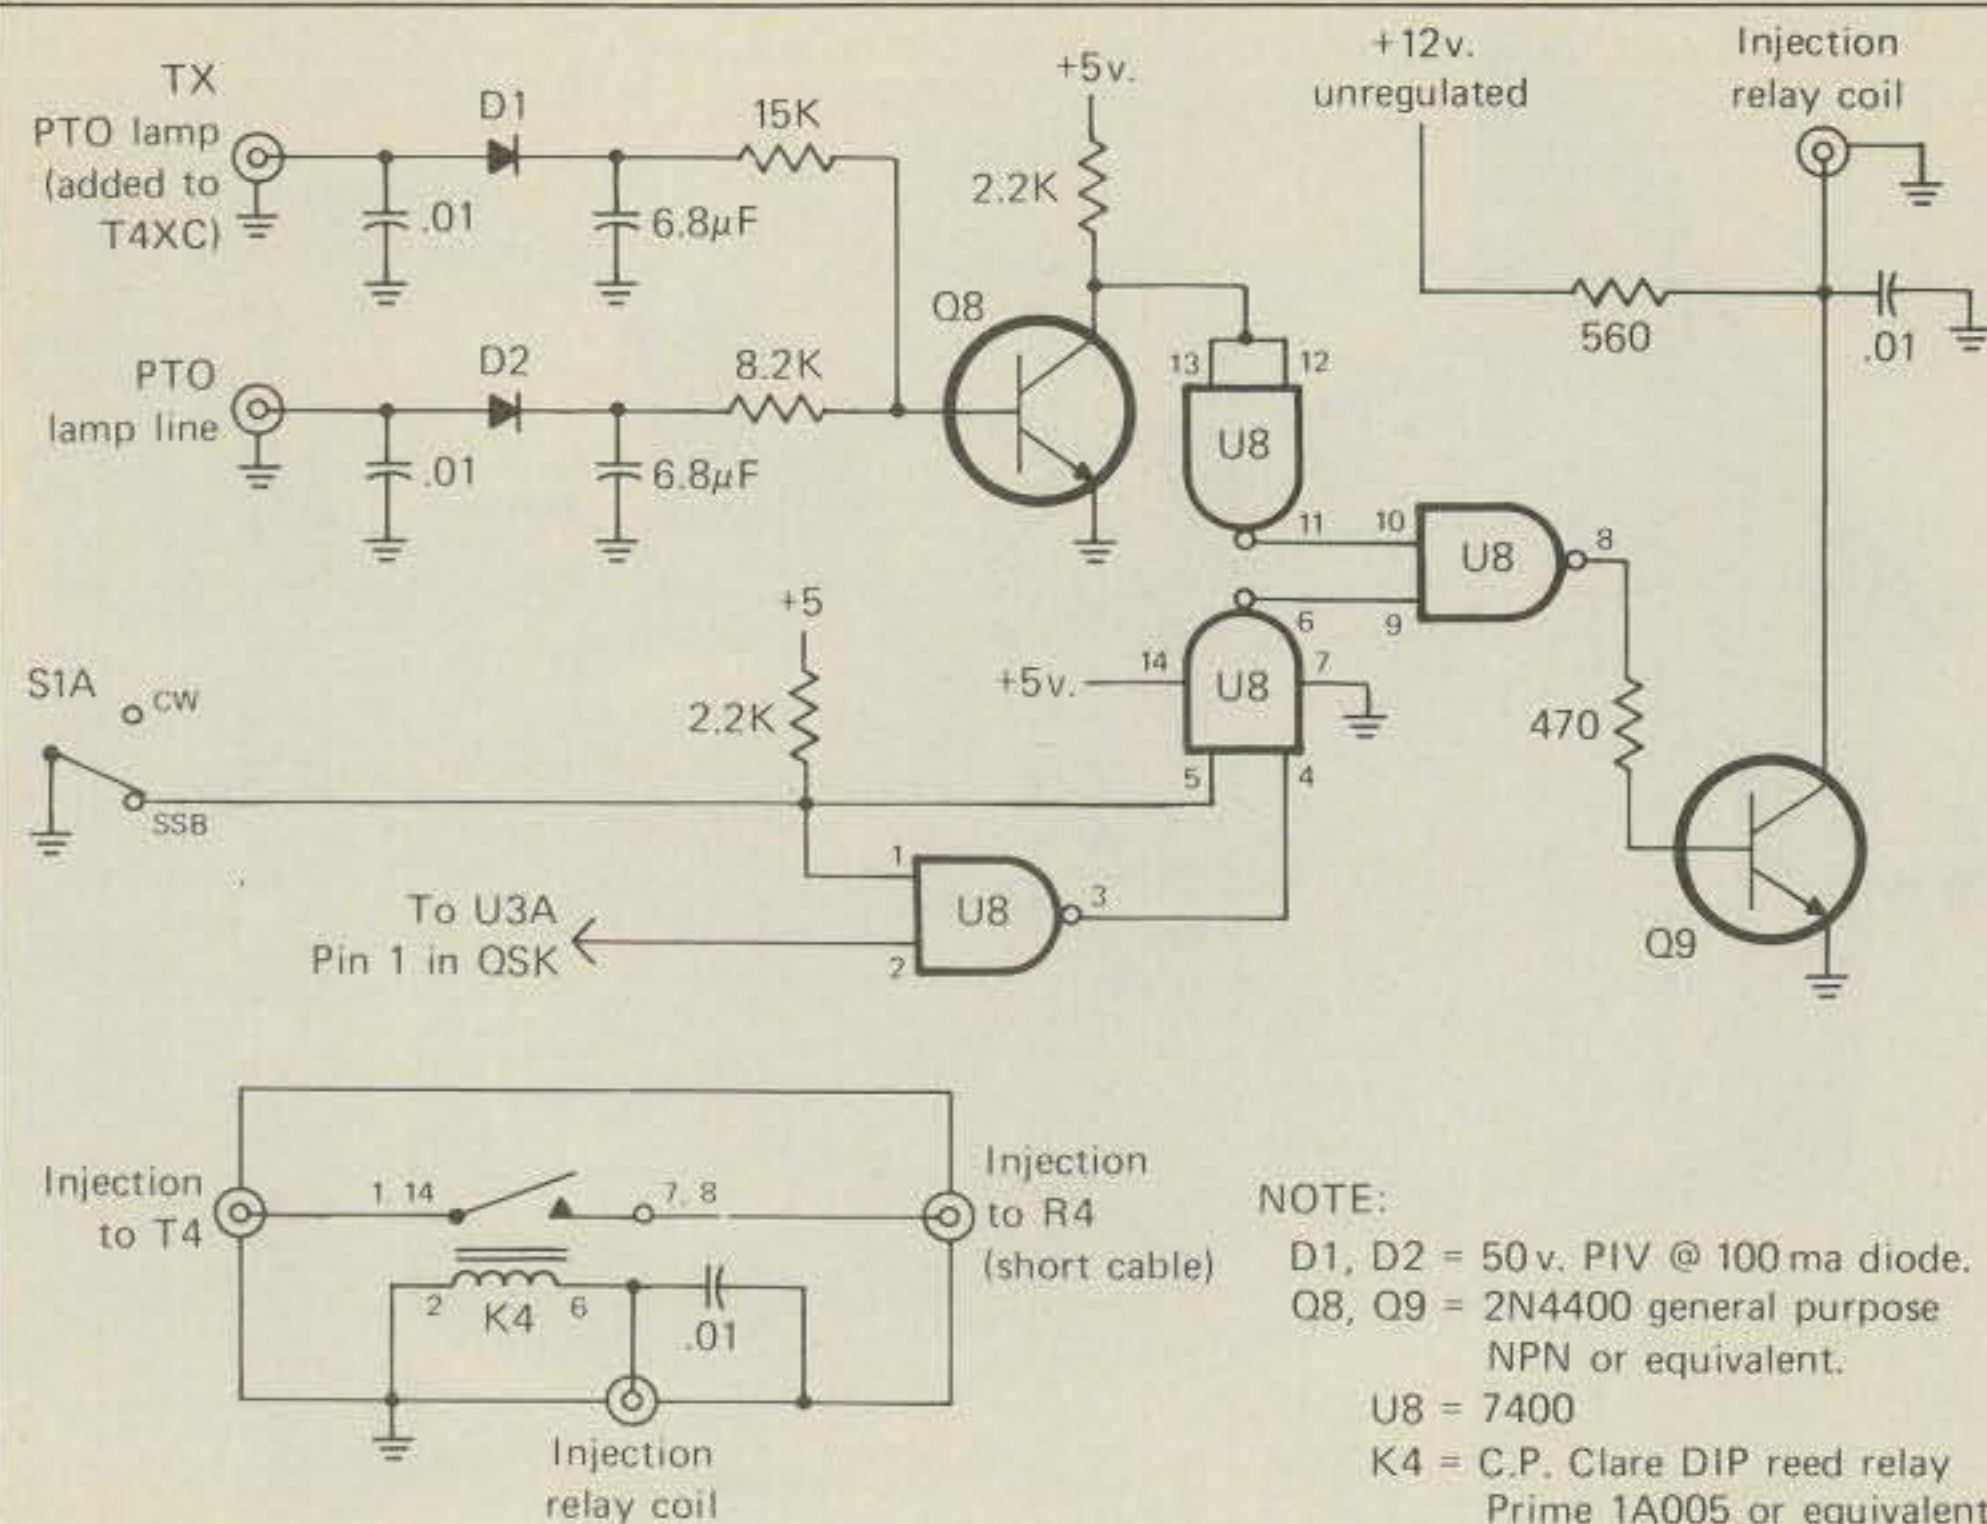 TX
PTO lamp
(added to
T4XC)
D1
15K
.01
6.8µF
+5v.
2.2K
+12v.
unregulated
Injection
relay coil
560
.01
PTO
lamp line
D2
8.2K
.01
6.8µF
Q8
13
12
U8
11
10
U8
8
9
6
+5
2.2K
+5v.
14
U8
7
5
4
470
S1A
CW
SSB
1
U8
3
2
To U3A
Pin 1 in QSK
Q9
Injection
to T4
1, 14
7, 8
Injection
to R4
(short cable)
2
K4
6
.01
Injection
relay coil
NOTE:
D1, D2 = 50v. PIV @ 100ma diode.
Q8, Q9 = 2N4400 general purpose
NPN or equivalent.
U8 = 7400
K4 = C.P. Clare DIP reed relay
Prime 1A005 or equivalent